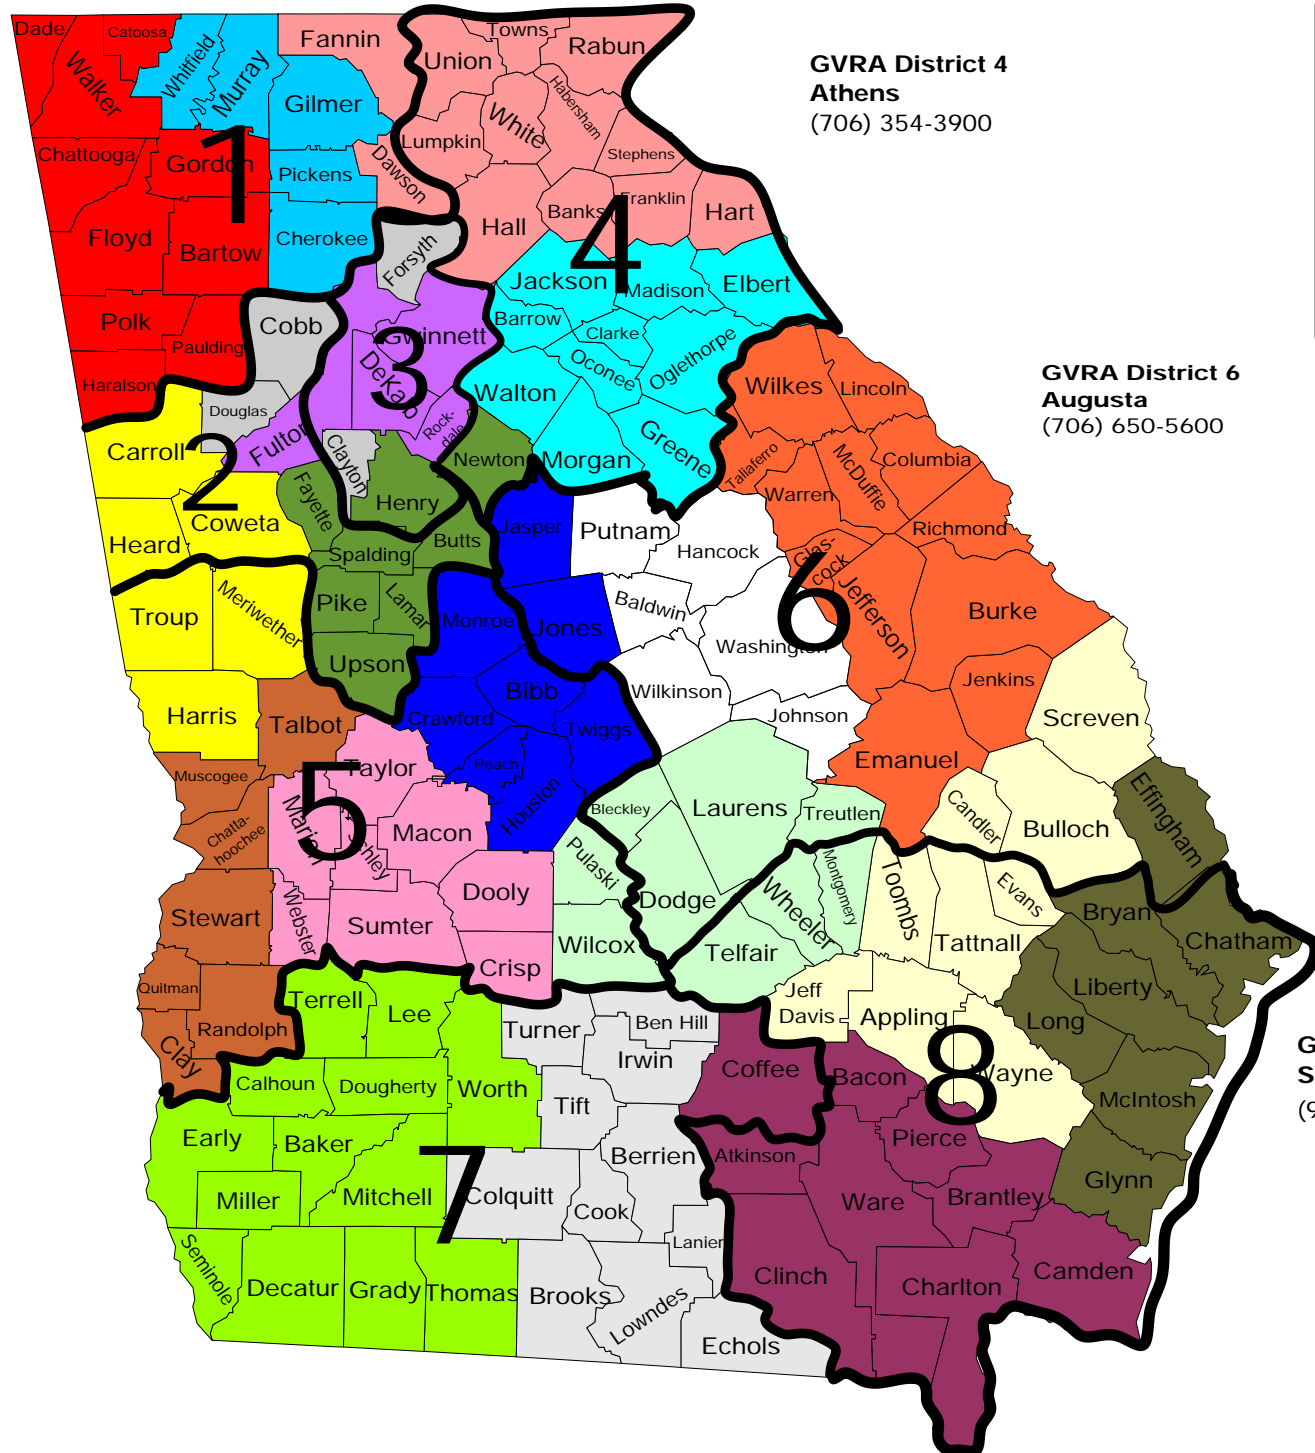 Dade
Catoosa
Walker
Whitfield
Murray
Fannin
Gilmer
Union
Towns
Rabun
White
Habersham
Lumpkin
Stephens
Dawson
Chattooga
Gordon
Pickens
1
Floyd
Bartow
Cherokee
Hall
Banks
Franklin
Hart
4
Forsyth
Jackson
Madison
Elbert
Polk
Paulding
Haralson
Cobb
Gwinnett
3
DeKalb
Rock-
dale
Barrow
Clarke
Oconee
Oglethorpe
Walton
Morgan
Greene
Douglas
Fulton
Clayton
Carroll
2
Heard
Coweta
Fayette
Henry
Newton
Spalding
Butts
Pike
Lamar
Upson
Troup
Meriwether
Wilkes
Lincoln
Taliaferro
McDuffie
Columbia
Warren
Richmond
Glas-
cock
Jefferson
Burke
Jenkins
Emanuel
6
Jasper
Putnam
Hancock
Baldwin
Washington
Wilkinson
Johnson
Monroe
Jones
Bibb
Crawford
Twiggs
Peach
Houston
Harris
Talbot
Muscogee
Chatta-
hoochee
5
Taylor
Marion
Macon
Dooly
Webster
Sumter
Crisp
Stewart
Quitman
Randolph
Clay
Bleckley
Laurens
Treutlen
Pulaski
Dodge
Wilcox
Wheeler
Montgomery
Telfair
Screven
Candler
Bulloch
Effingham
Toombs
Evans
Tattnall
Bryan
Chatham
Liberty
Long
McIntosh
Glynn
Jeff
Davis
Appling
Wayne
8
Coffee
Bacon
Pierce
Atkinson
Ware
Brantley
Clinch
Charlton
Camden
Terrell
Lee
Calhoun
Dougherty
Worth
Early
Baker
Miller
Mitchell
7
Seminole
Decatur
Grady
Thomas
Turner
Ben Hill
Irwin
Tift
Berrien
Colquitt
Cook
Lanier
Brooks
Lowndes
Echols
GVRA District 4
Athens
(706) 354-3900
GVRA District 6
Augusta
(706) 650-5600
G
S
(9